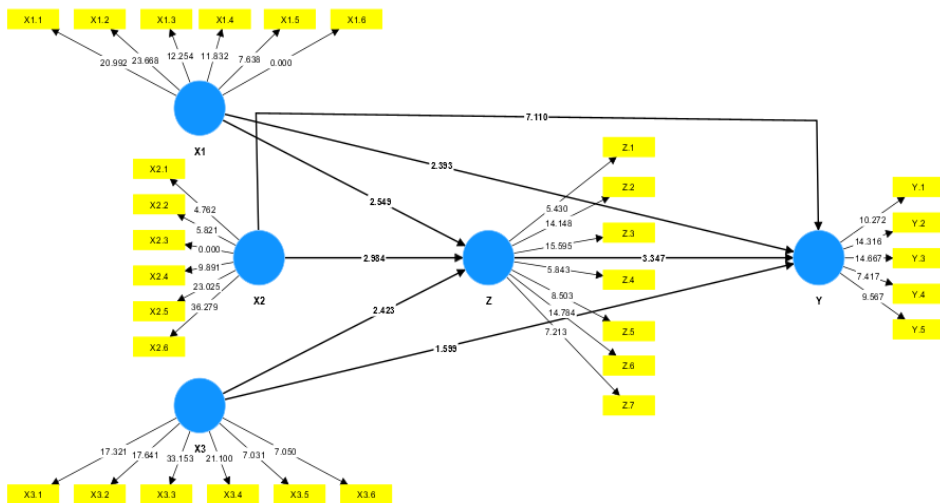 X1.1 X1.2 X1.3 X1.4 X1.5 X1.6
20.992 23.668 12.254 11.832 7.638 0.000
X1
7.110
2.393
2.549
X2.1
X2.2
X2.3
X2.4
X2.5
X2.6
4.762
5.821
0.000
9.891
23.025
36.279
X2
2.984
2.423
1.599
Z.1
Z.2
Z.3
Z.4
Z.5
Z.6
Z.7
5.430
14.148
15.595
5.843
8.503
14.784
7.213
Z
3.347
Y.1
Y.2
Y.3
Y.4
Y.5
10.272
14.316
14.667
7.417
9.567
Y
X3
17.321 17.641 33.153 21.100 7.031 7.050
X3.1 X3.2 X3.3 X3.4 X3.5 X3.6